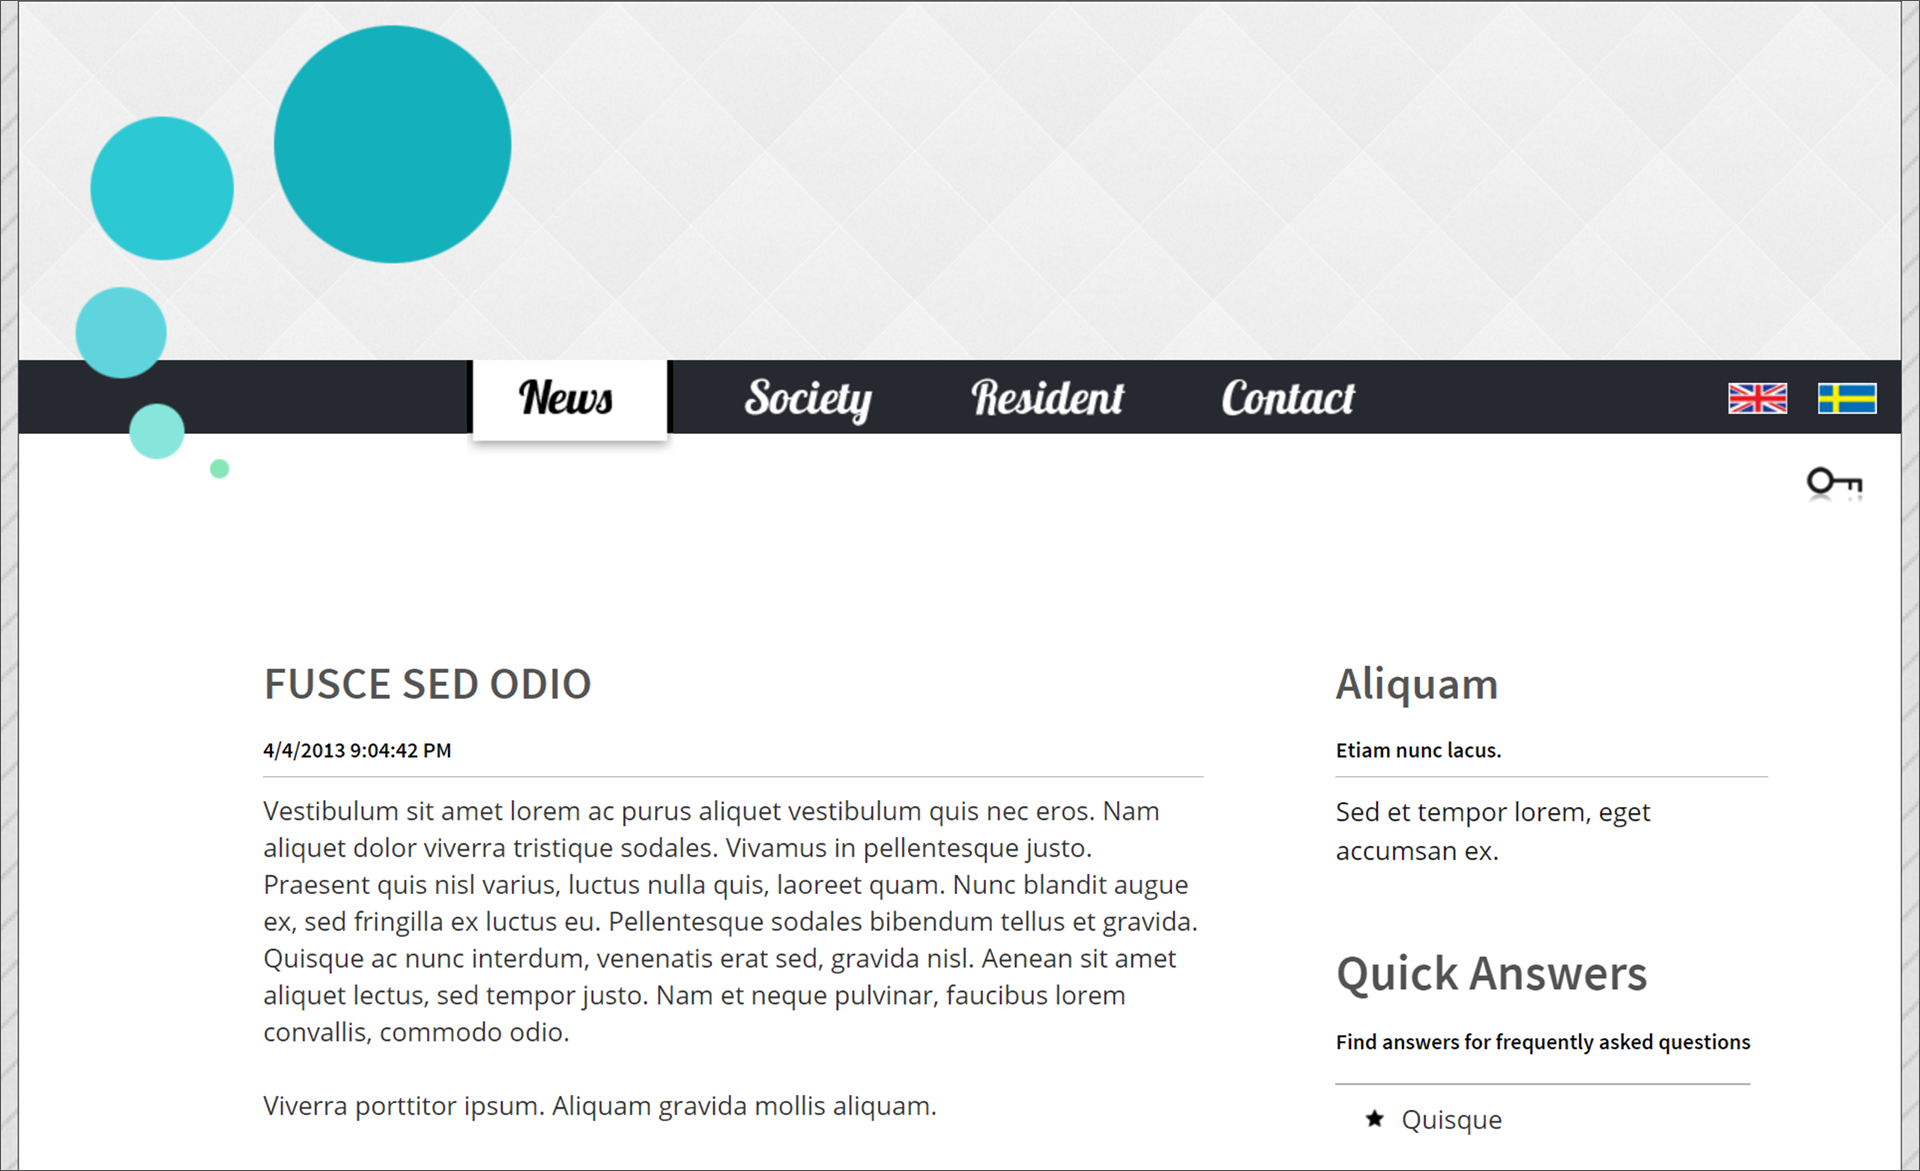 News
Society
Resident
Contact
FUSCE SED ODIO
4/4/2013 9:04:42 PM
Vestibulum sit amet lorem ac purus aliquet vestibulum quis nec eros. Nam
aliquet dolor viverra tristique sodales. Vivamus in pellentesque justo.
Praesent quis nisl varius, luctus nulla quis, laoreet quam. Nunc blandit augue
ex, sed fringilla ex luctus eu. Pellentesque sodales bibendum tellus et gravida.
Quisque ac nunc interdum, venenatis erat sed, gravida nisl. Aenean sit amet
aliquet lectus, sed tempor justo. Nam et neque pulvinar, faucibus lorem
convallis, commodo odio.
Viverra porttitor ipsum. Aliquam gravida mollis aliquam.
Aliquam
Etiam nunc lacus.
Sed et tempor lorem, eget
accumsan ex.
Quick Answers
Find answers for frequently asked questions
Quisque